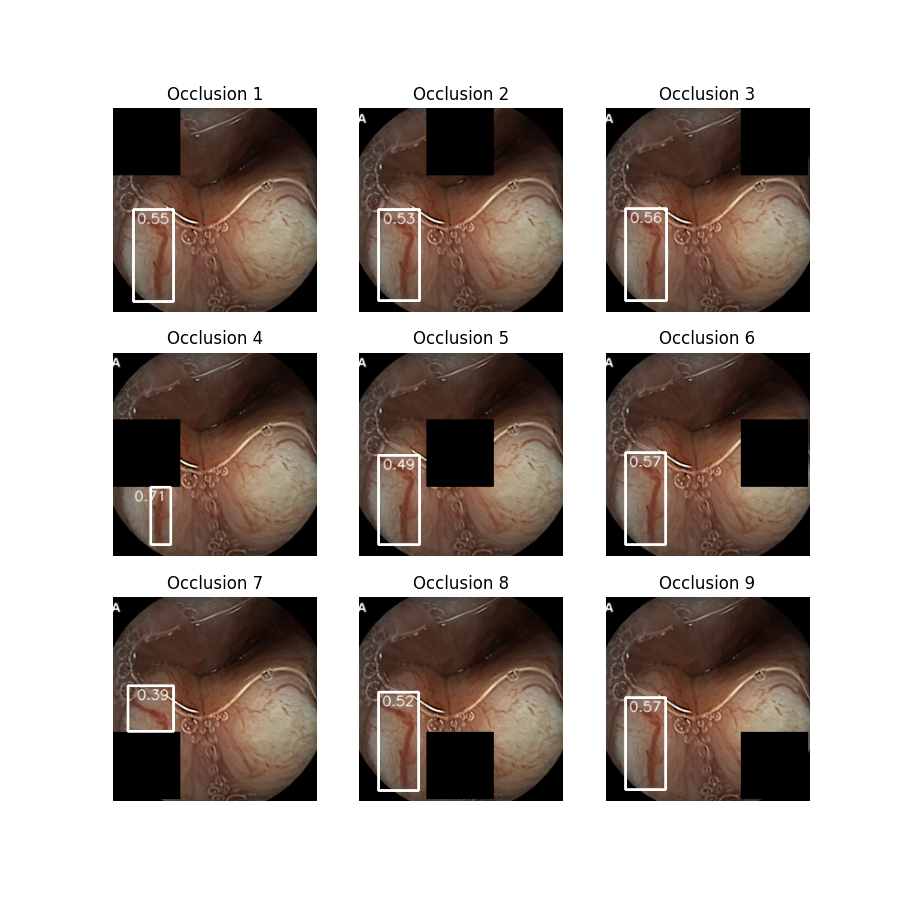 Occlusion 1
Occlusion 2
Occlusion 3
A
A
0.55
0.53
0.56
Occlusion 4
Occlusion 5
Occlusion 6
A
A
A
0.71
0.49
0.57
Occlusion 7
Occlusion 8
Occlusion 9
A
A
A
0.39
0.52
0.57